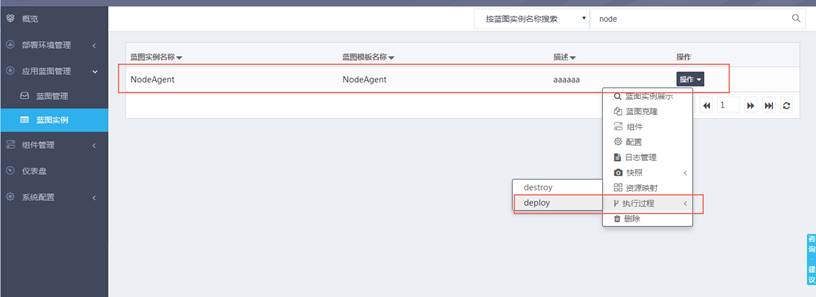 概览
部署环境管理
应用蓝图管理
蓝图管理
蓝图实例
组件管理
仪表盘
系统配置
按蓝图实例名称搜索
node
蓝图实例名称 蓝图模板名称 描述 操作
NodeAgent NodeAgent aaaaaa 操作
1
蓝图实例展示
蓝图克隆
组件
配置
日志管理
快照
资源映射
执行过程
删除
destroy
deploy
咨询·建议